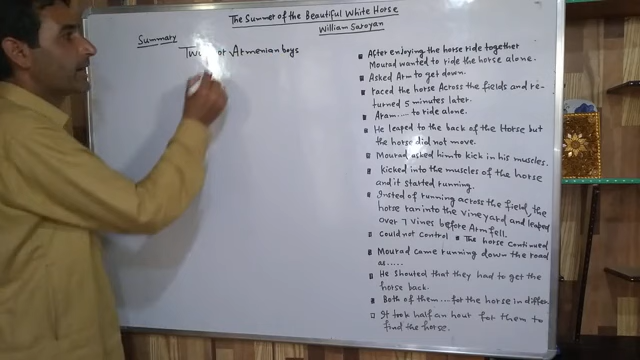 The Summer of the Beautiful White Horse
William Saroyan
Summary
Two poor Armenian boys
After enjoying the horse ride together
Mourad wanted to ride the horse alone.
Asked Arm to get down.
raced the horse Across the fields and re-
turned 5 minutes later.
Aram.... to ride alone.
He leaped to the back of the Horse but
the horse did not move.
Mourad asked him to kick in his muscles.
Kicked into the muscles of the horse
and it started running.
Insted of running across the field, the
horse ran into the vineyard and leaped
over 7 vines before Arm fell.
Could not control The horse continued
Mourad came running down the road
as.....
He shouted that they had to get the
horse back.
Both of them... for the horse in differ
It took half an hour for them to
find the horse.